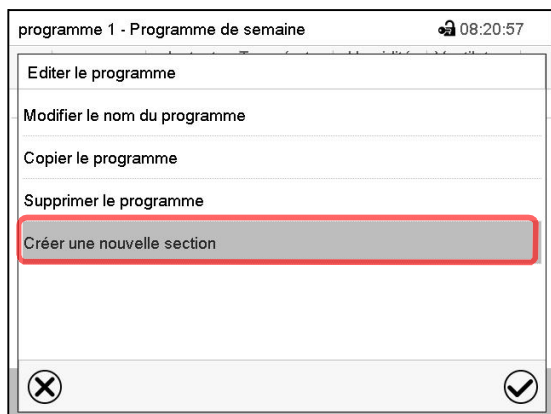 programme 1 - Programme de semaine 08:20:57
Editer le programme
Modifier le nom du programme
Copier le programme
Supprimer le programme
Créer une nouvelle section